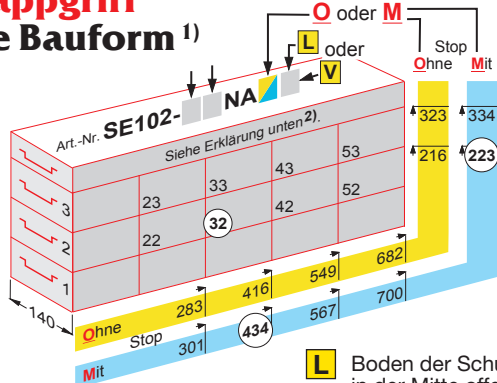 ppgriff
e Bauform 1)
O oder M
L oder
V
Stop
Ohne Mit
Art.-Nr. SE102- NA
Siehe Erklärung unten 2).
323 334
216 223
53
43
33
23
3
52
42
32
22
2
1
140
Ohne 283 416 549 682
Stop
Mit 301 434 567 700
L Boden der Schu
in der Mitte offe